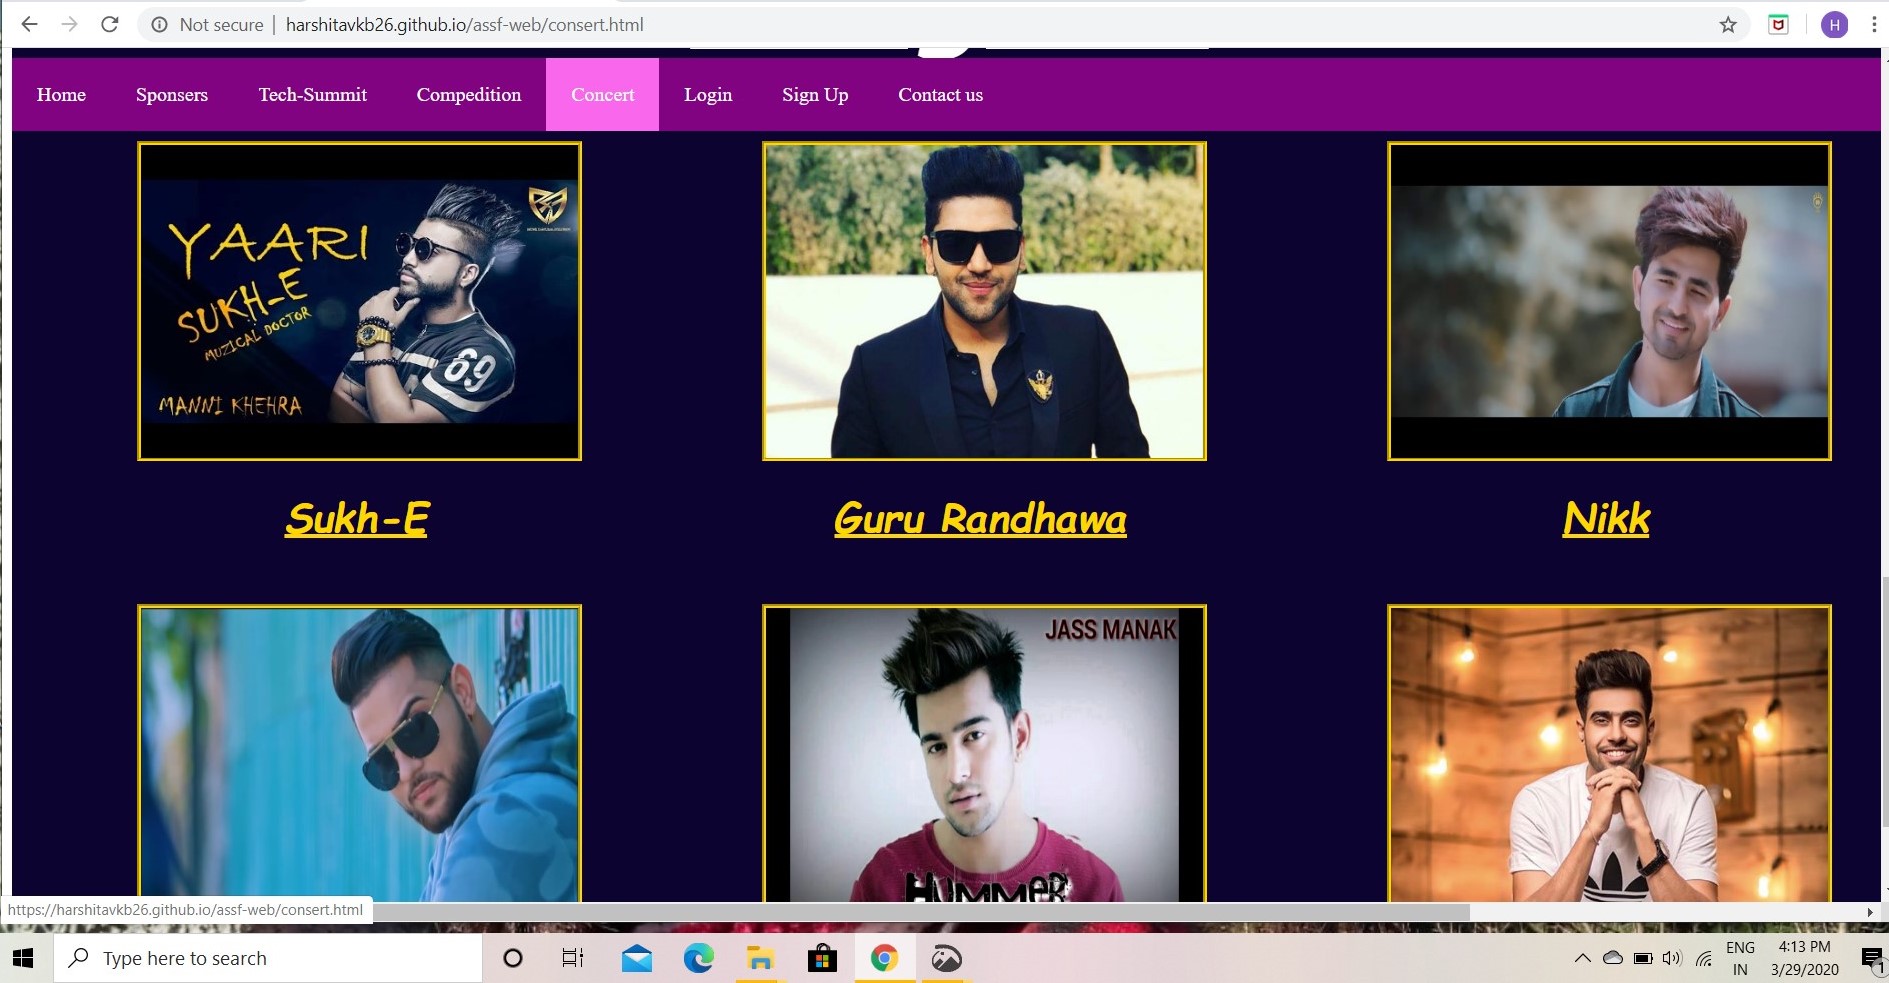 Not secure | harshitavkb26.github.io/assf-web/consert.html
H
Home Sponsers Tech-Summit Compedition Concert Login Sign Up Contact us
YAARI
SUKH-E
MUZICAL DOCTOR
69
MANNI KHEHRA
Sukh-E Guru Randhawa Nikk
JASS MANAK
HUMMER
https://harshitavkb26.github.io/assf-web/consert.html
Type here to search
ENG
IN
4:13 PM
3/29/2020
1